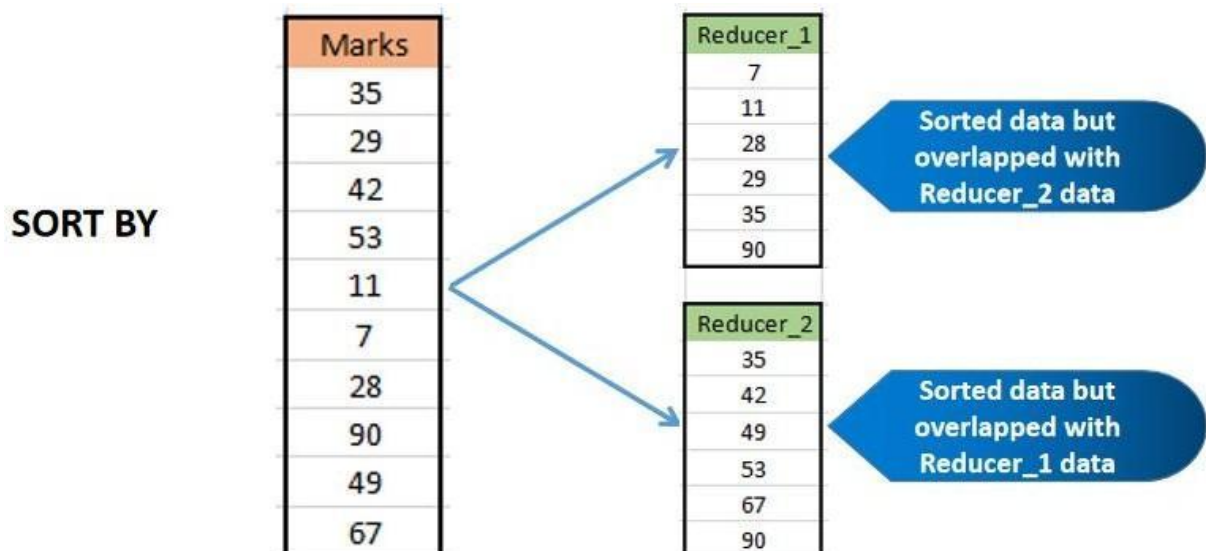 SORT BY
Marks
35
29
42
53
11
7
28
90
49
67
Reducer_1
7
11
28
29
35
90
Sorted data but
overlapped with
Reducer_2 data
Reducer_2
35
42
49
53
67
90
Sorted data but
overlapped with
Reducer_1 data